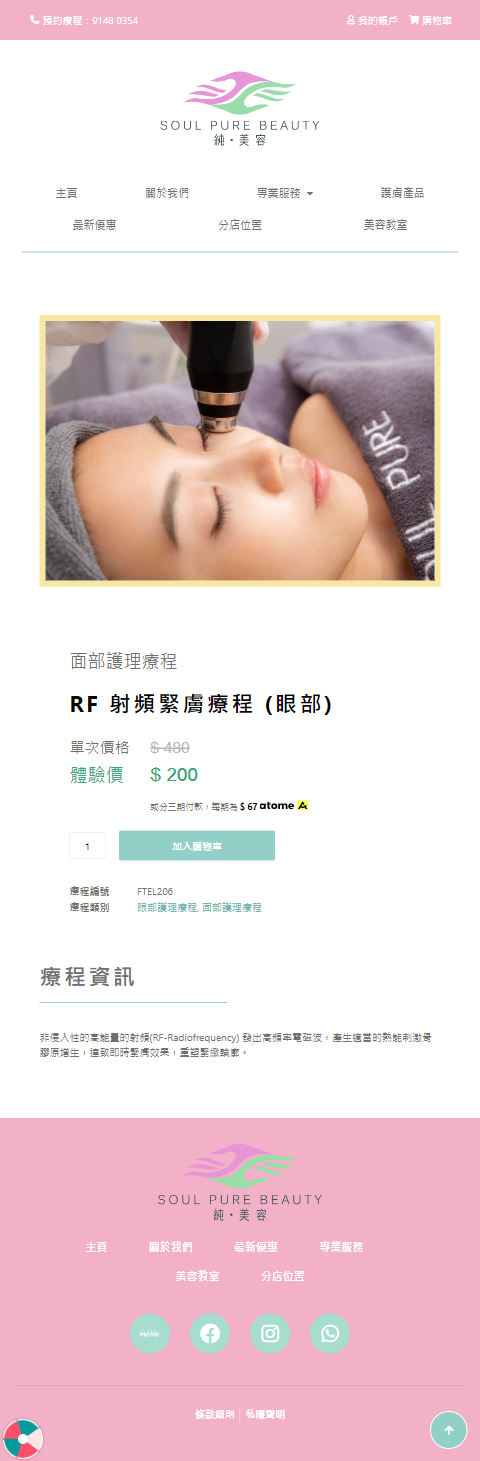 預約療程：9148 0354
我的帳戶 購物車
SOUL PURE BEAUTY
純・美 容
主頁 關於我們 專業服務 護膚產品
最新優惠 分店位置 美容教室
PURE
面部護理療程
RF 射頻緊膚療程 (眼部)
單次價格 $ 480
體驗價 $ 200
或分三期付款，每期為 $ 67 atome
1 加入購物車
療程編號 FTEL206
療程類別 眼部護理療程, 面部護理療程
療程資訊
非侵入性的高能量的射頻(RF-Radiofrequency) 發出高頻率電磁波，產生適當的熱能刺激骨
膠原增生，達致即時緊膚效果，重塑緊緻輪廓。
SOUL PURE BEAUTY
純・美 容
主頁 關於我們 最新優惠 專業服務
美容教室 分店位置
MeWe
條款細則 私隱聲明